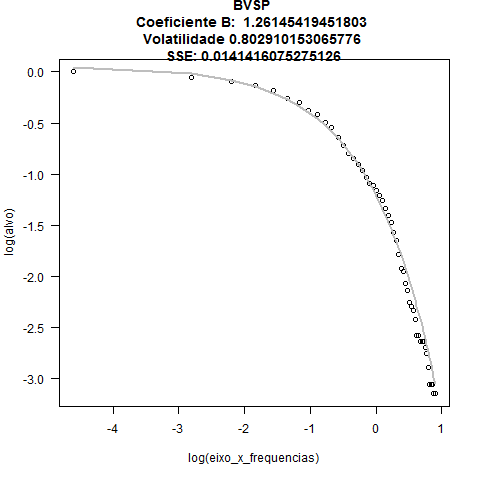 BVSP
Coeficiente B:  1.26145419451803
Volatilidade 0.802910153065776
SSE: 0.0141416075275126
0.0
-0.5
-1.0
-1.5
-2.0
-2.5
-3.0
log(alvo)
-4
-3
-2
-1
0
1
log(eixo_x_frequencias)